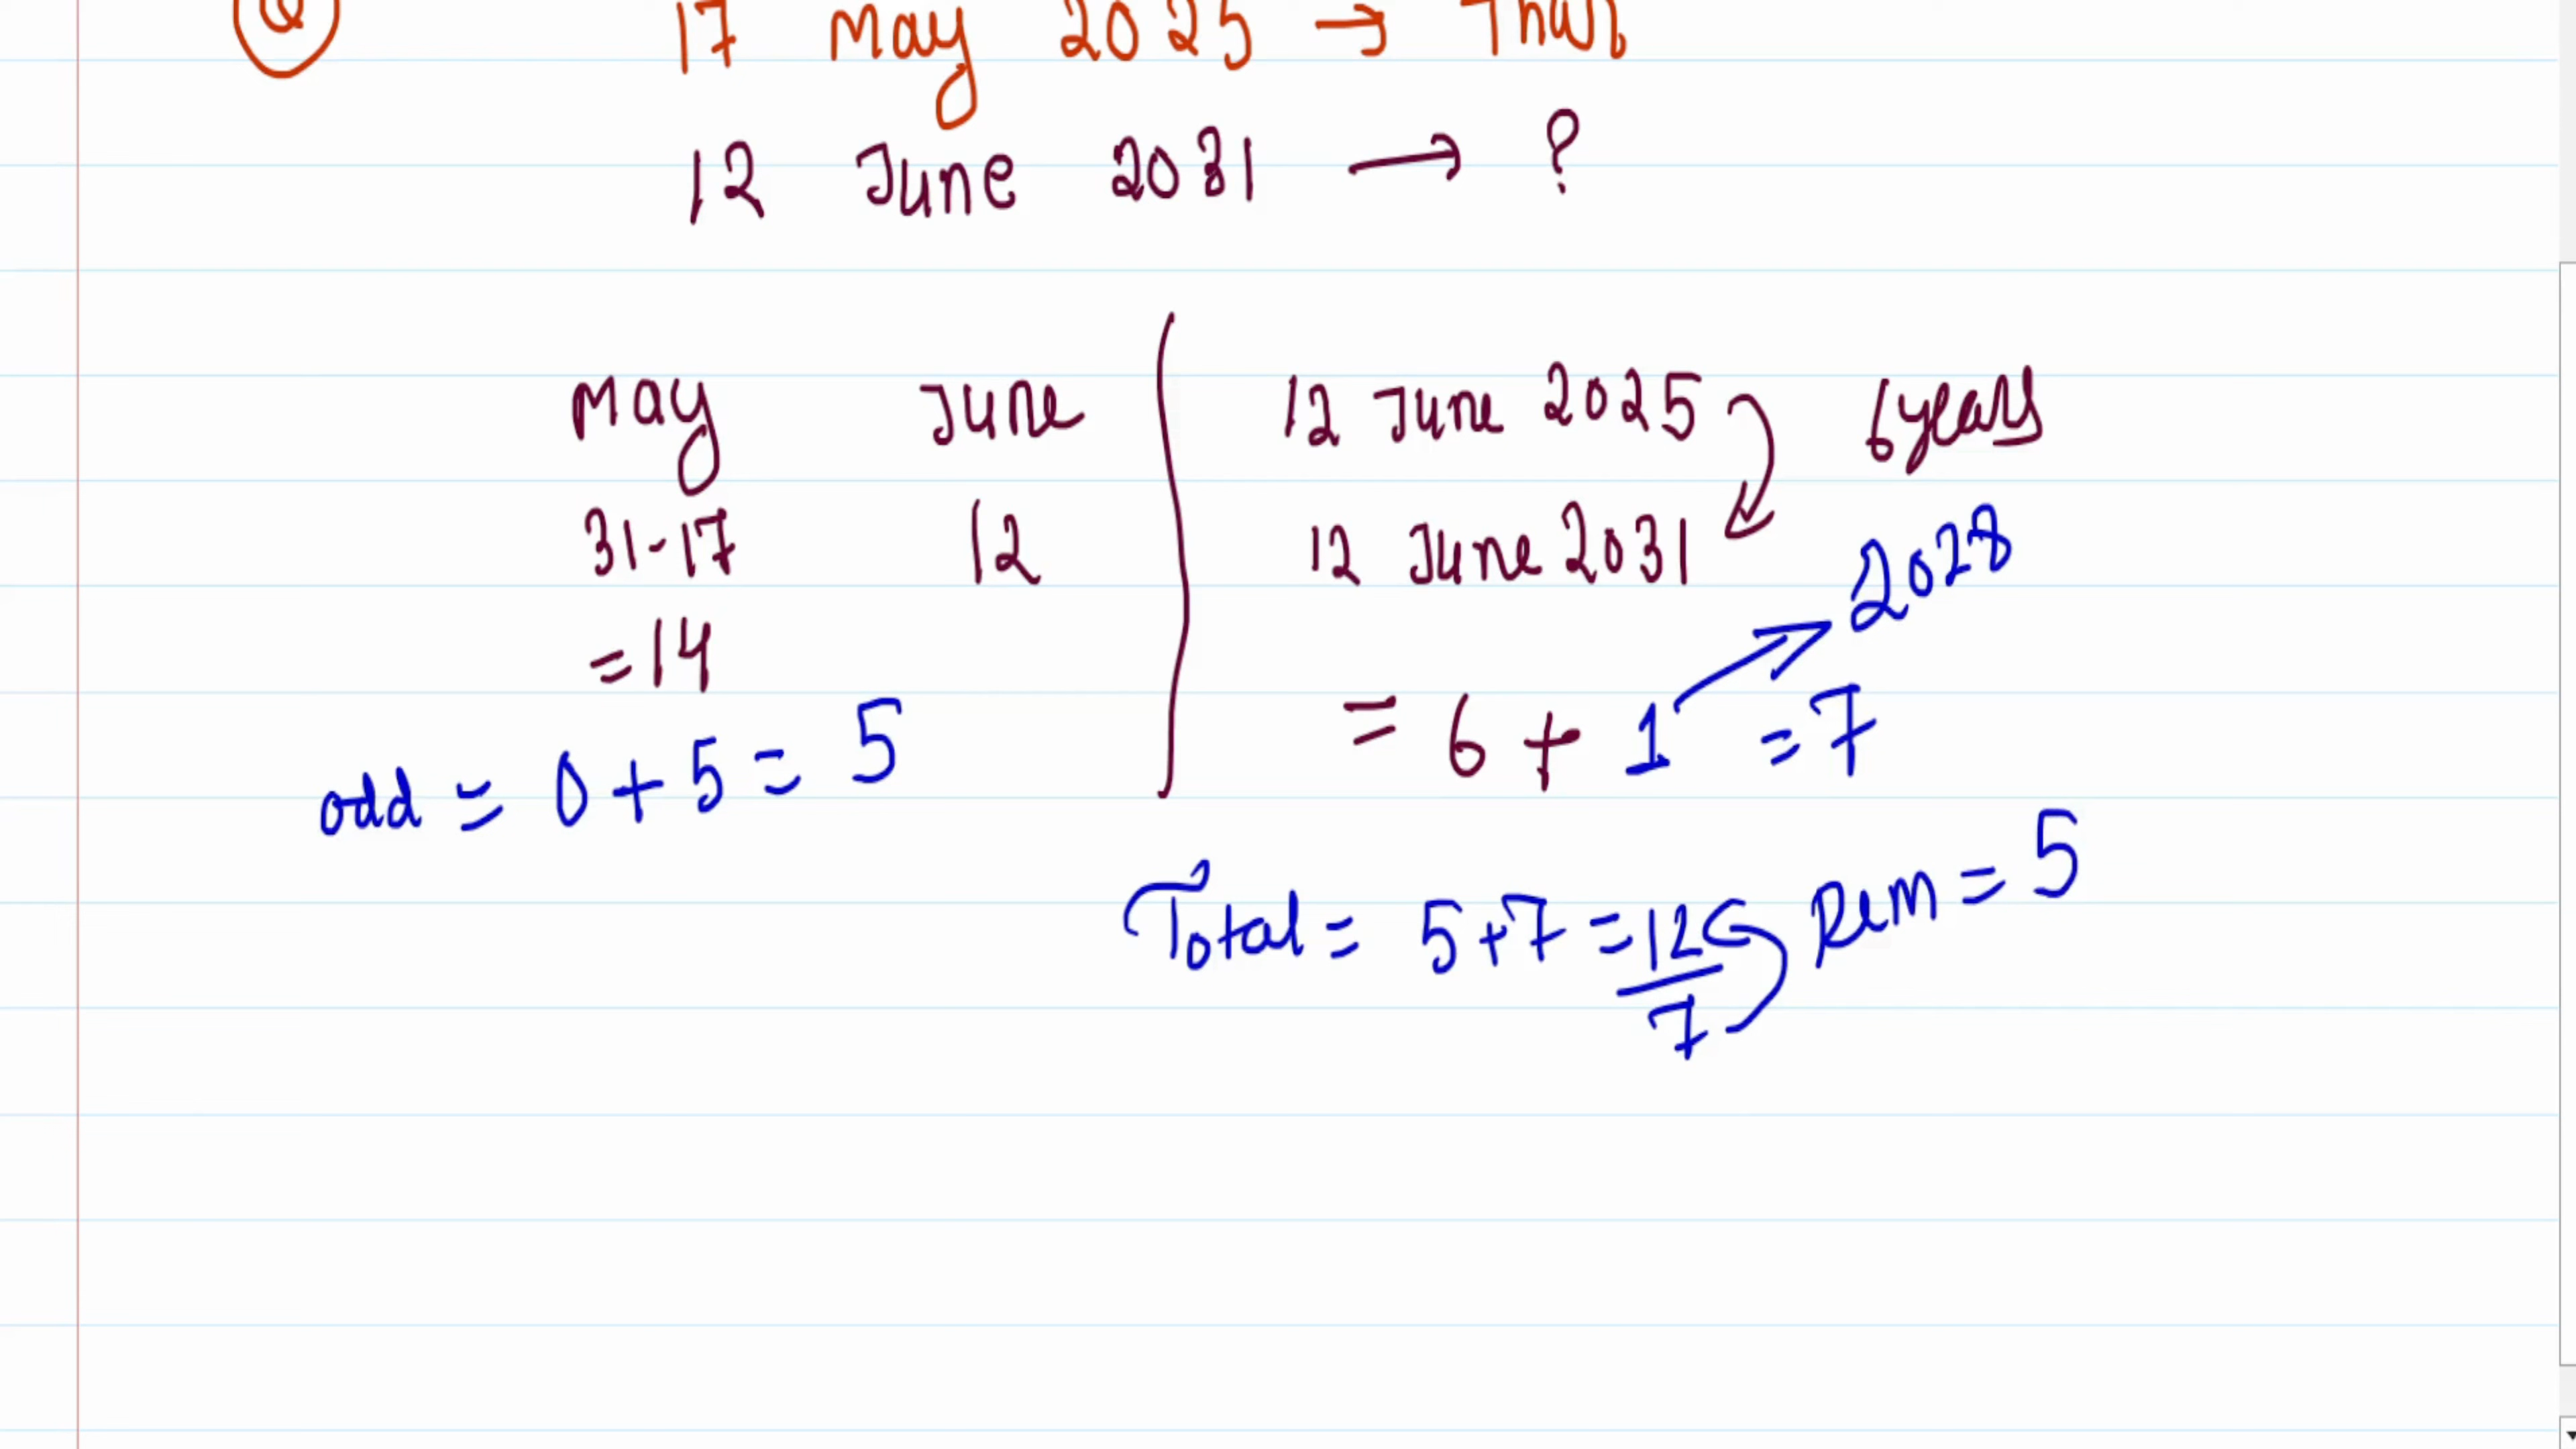 Q 17 May 2025 → Thur
12 June 2031 → ?
May June
31-17 12
= 14
odd = 0 + 5 = 5
12 June 2025 6 years
12 June 2031
2028
= 6 + 1 = 7
Total = 5+7 = 12/7 Rem = 5